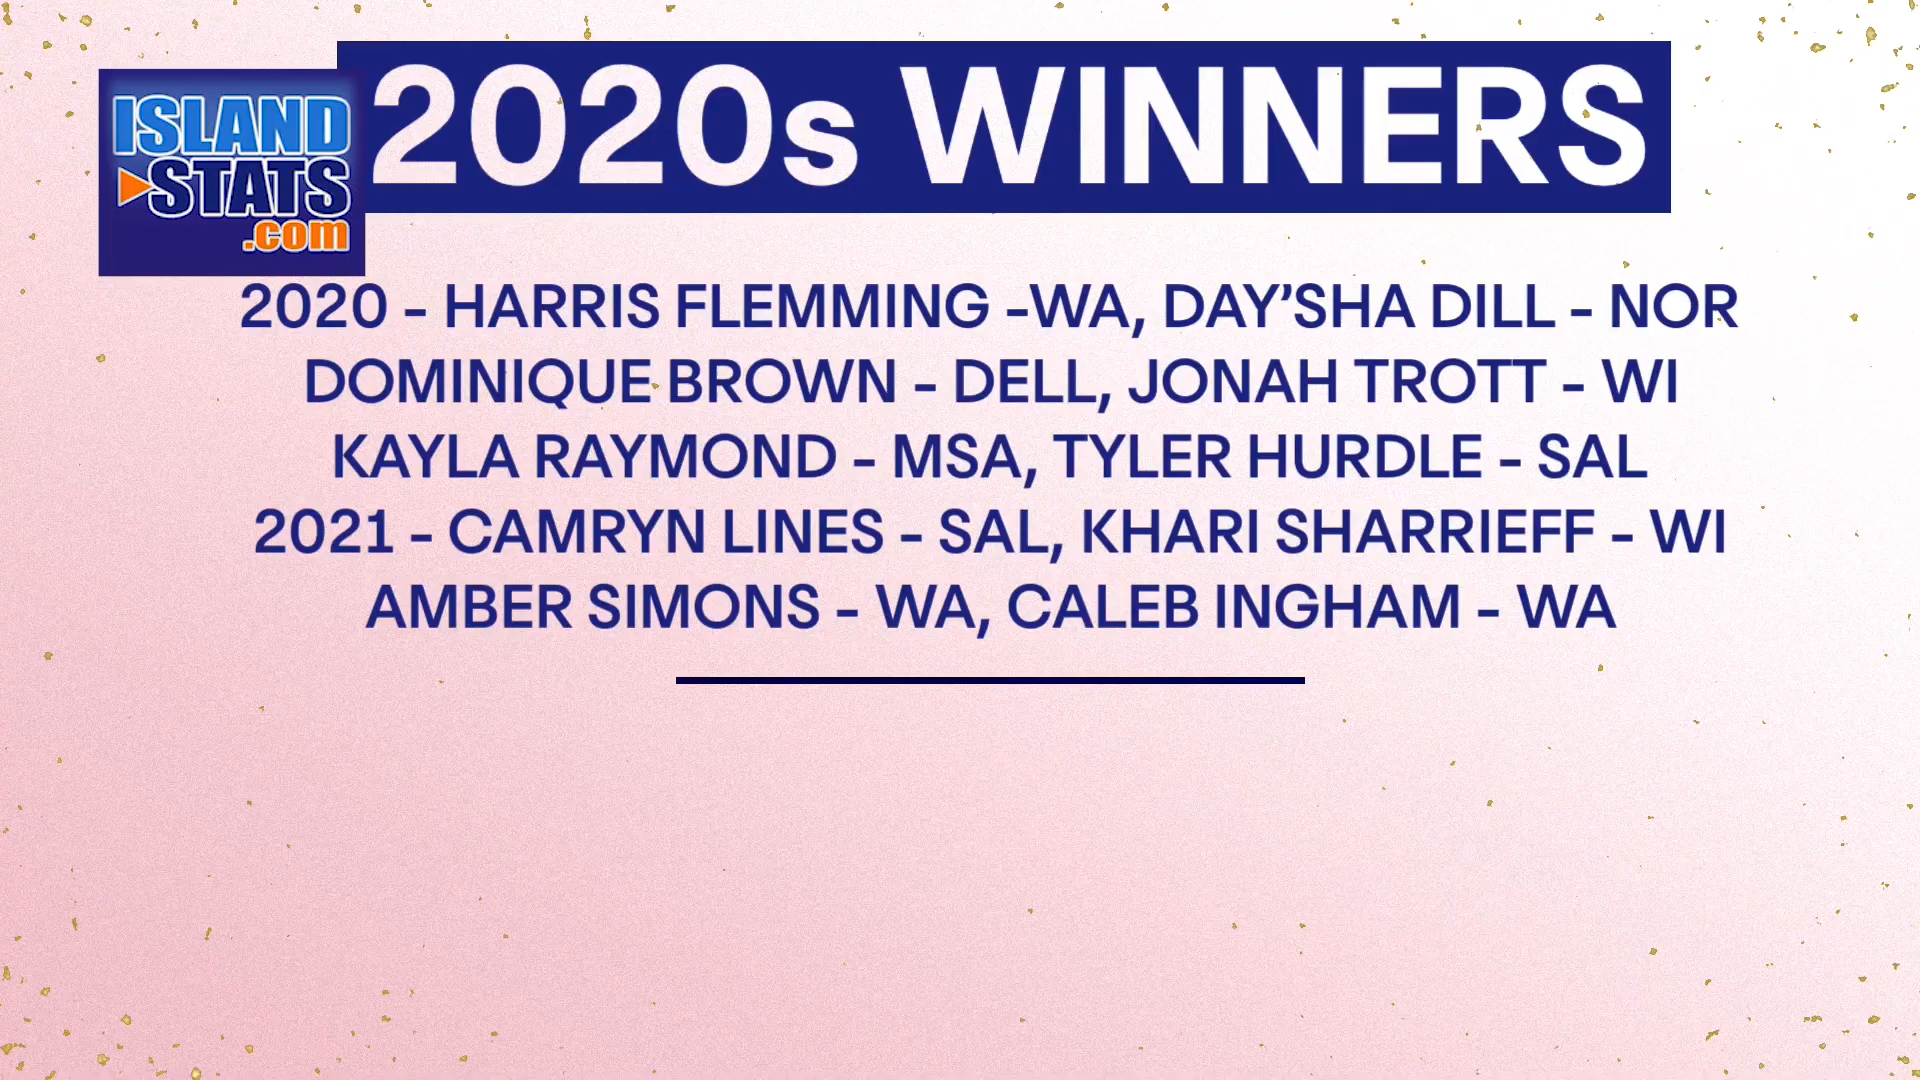 2020s WINNERS
ISLAND
STATS
.com
2020 - HARRIS FLEMMING -WA, DAY’SHA DILL - NOR
DOMINIQUE BROWN - DELL, JONAH TROTT - WI
KAYLA RAYMOND - MSA, TYLER HURDLE - SAL
2021 - CAMRYN LINES - SAL, KHARI SHARRIEFF - WI
AMBER SIMONS - WA, CALEB INGHAM - WA